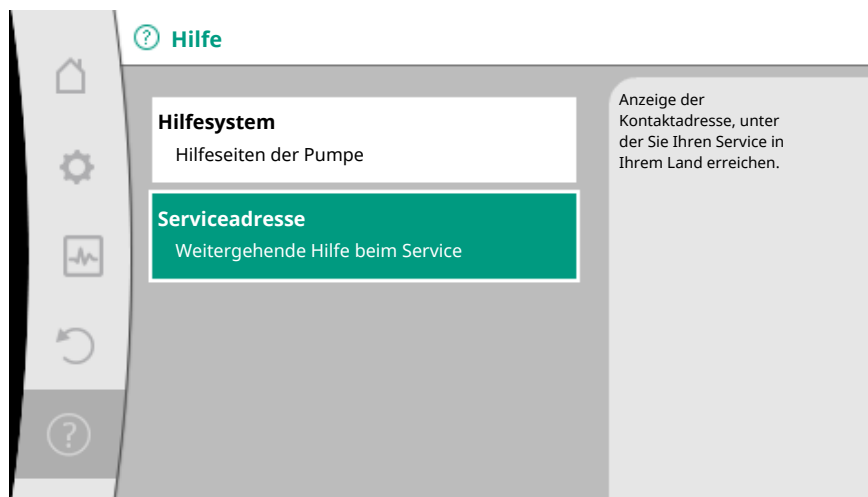 Hilfe
Hilfesystem
Hilfeseiten der Pumpe
Serviceadresse
Weitergehende Hilfe beim Service
Anzeige der
Kontaktadresse, unter
der Sie Ihren Service in
Ihrem Land erreichen.